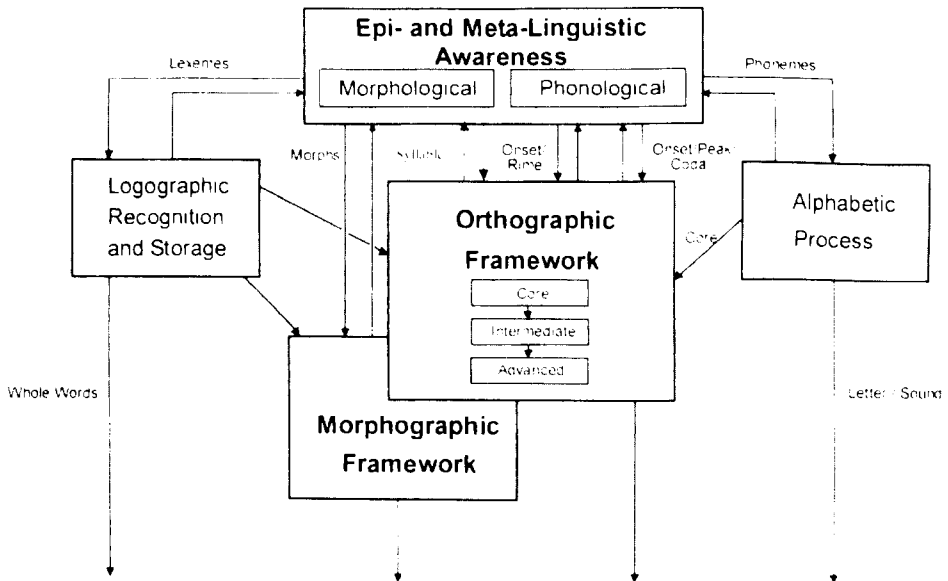 Epi- and Meta-Linguistic
Awareness
Lexemes
Phonemes
Morphological
Phonological
Morphs
Syllable
Onset/
Rime
Onset/Peak/
Coda
Logographic
Recognition
and Storage
Orthographic
Framework
Alphabetic
Process
Core
Core
Intermediate
Advanced
Whole Words
Letter / Sound
Morphographic
Framework